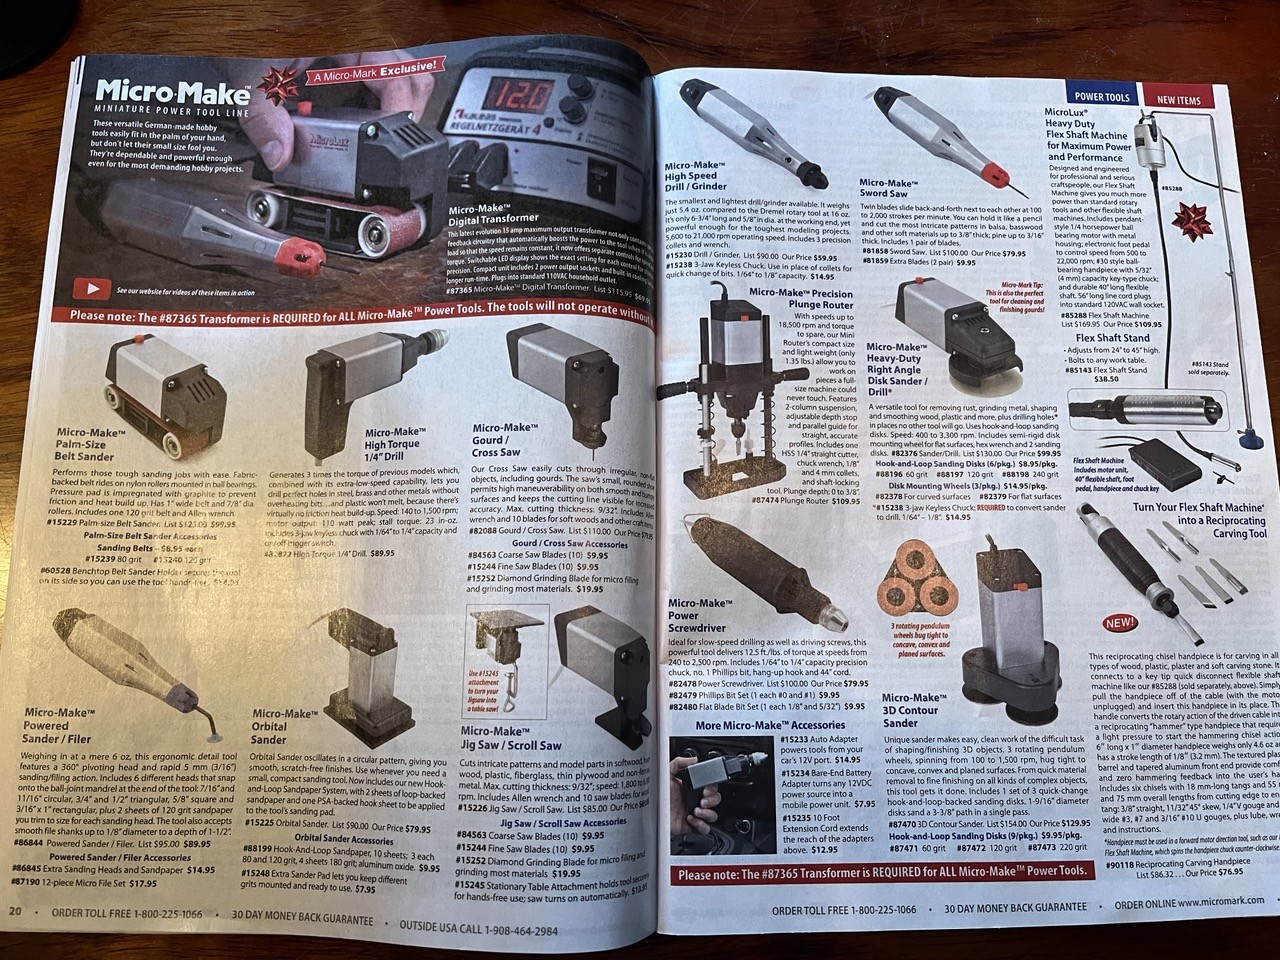 A Micro-Mark Exclusive!
Micro-Make™
MINIATURE POWER TOOL LINE
These versatile German-made hobby
tools easily fit in the palm of your hand,
but don't let their small size fool you.
They're dependable and powerful enough
even for the most demanding hobby projects.
MicroLux
12.0
REGELNETZGERÄT 4
Micro-Make™
Digital Transformer
This latest evolution 15 amp maximum output transformer not only
feedback circuitry that automatically boosts the power to the tool
load so that the speed remains constant, it now offers separate controls
Switchable LED display shows the exact setting for each control for
precision. Compact unit includes 2 power output sockets and built in cooling
longer run-time. Plugs into standard 110VAC household outlet.
#87365 Micro-Make™ Digital Transformer. List $115.95
See our website for videos of these items in action
Please note: The #87365 Transformer is REQUIRED for ALL Micro-Make™ Power Tools. The tools will not operate without
Micro-Make™
Palm-Size
Belt Sander
Performs those tough sanding jobs with ease. Fabric-
backed belt rides on nylon rollers mounted in ball bearings.
Pressure pad is impregnated with graphite to prevent
friction and heat build up. Has 1" wide belt and 7/8" dia.
rollers. Includes one 120 grit belt and Allen wrench.
#15229 Palm-size Belt Sander. List $125.00 $99.95
Palm-Size Belt Sander Accessories
Sanding Belts – $8.95 each
#15239 80 grit #15240 120 grit
#60528 Benchtop Belt Sander Holder secures the tool
on its side so you can use the tool hands-free.
Micro-Make™
High Torque
1/4" Drill
Generates 3 times the torque of previous models which,
combined with its extra-low-speed capability, lets you
drill perfect holes in steel, brass and other metals without
overheating bits...and plastic won't melt, because there's
virtually no friction heat build-up. Speed: 140 to 1,500 rpm;
motor output: 110 watt peak; stall torque: 23 in-oz.
Includes 3-jaw keyless chuck with 1/64" to 1/4" capacity and
on/off trigger switch.
#82822 High Torque 1/4" Drill. $89.95
Micro-Make™
Gourd /
Cross Saw
Our Cross Saw easily cuts through irregular,
objects, including gourds. The saw's small, rounded
permits high maneuverability on both smooth and
surfaces and keeps the cutting line visible for increased
accuracy. Max. cutting thickness: 9/32". Includes Allen
wrench and 10 saw blades for soft woods and other craft
#82088 Gourd / Cross Saw. List $110.00 Our Price
Gourd / Cross Saw Accessories
#84563 Coarse Saw Blades (10) $9.95
#15244 Fine Saw Blades (10) $9.95
#15252 Diamond Grinding Blade for micro filling
and grinding most materials. $19.95
Micro-Make™
Powered
Sander / Filer
Weighing in at a mere 6 oz, this ergonomic detail tool
features a 360° pivoting head and rapid 5 mm (3/16")
sanding/filing action. Includes 6 different heads that snap
onto the ball-joint mandrel at the end of the tool: 7/16" and
11/16" circular, 3/4" and 1/2" triangular, 5/8" square and
3/16" x 1" rectangular, plus 2 sheets of 120 grit sandpaper
you trim to size for each sanding head. The tool also accepts
smooth file shanks up to 1/8" diameter to a depth of 1-1/2".
#86844 Powered Sander / Filer. List $95.00 $89.95
Powered Sander / Filer Accessories
#86845 Extra Sanding Heads and Sandpaper $14.95
#87190 12-piece Micro File Set $17.95
Micro-Make™
Orbital
Sander
Orbital Sander oscillates in a circular pattern, giving you
smooth, scratch-free finishes. Use whenever you need a
small, compact sanding tool. Now includes our new Hook-
and-Loop Sandpaper System, with 2 sheets of loop-backed
sandpaper and one PSA-backed hook sheet to be applied
to the tool's sanding pad.
#15225 Orbital Sander. List $90.00 Our Price $79.95
Orbital Sander Accessories
#88199 Hook-And-Loop Sandpaper, 10 sheets; 3 each
80 and 120 grit, 4 sheets 180 grit; aluminum oxide. $9.95
#15248 Extra Sander Pad lets you keep different
grits mounted and ready to use. $7.95
Use #15245
attachment
to turn your
Jigsaw into
a table saw!
Micro-Make™
Jig Saw / Scroll Saw
Cuts intricate patterns and model parts in softwood,
wood, plastic, fiberglass, thin plywood and non-ferrous
metal. Max. cutting thickness: 9/32"; speed: 1,800 to
rpm. Includes Allen wrench and 10 saw blades for
#15226 Jig Saw / Scroll Saw. List $85.00 Our Price
Jig Saw / Scroll Saw Accessories
#84563 Coarse Saw Blades (10) $9.95
#15244 Fine Saw Blades (10) $9.95
#15252 Diamond Grinding Blade for micro filing and
grinding most materials $19.95
#15245 Stationary Table Attachment holds tool securely
for hands-free use; saw turns on automatically.
20 • ORDER TOLL FREE 1-800-225-1066 • 30 DAY MONEY BACK GUARANTEE • OUTSIDE USA CALL 1-908-464-2984
POWER TOOLS
NEW ITEMS
Micro-Make™
High Speed
Drill / Grinder
The smallest and lightest drill/grinder available. It weighs
just 5.4 oz. compared to the Dremel rotary tool at 16 oz.
It's only 6-3/4" long and 5/8" in dia. at the working end, yet
powerful enough for the toughest modeling projects.
5,600 to 21,000 rpm operating speed. Includes 3 precision
collets and wrench.
#15230 Drill / Grinder. List $90.00 Our Price $59.95
#15238 3-Jaw Keyless Chuck. Use in place of collets for
quick change of bits. 1/64" to 1/8" capacity. $14.95
Micro-Make™
Sword Saw
Twin blades slide back-and-forth next to each other at 100
to 2,000 strokes per minute. You can hold it like a pencil
and cut the most intricate patterns in balsa, basswood
and other soft materials up to 3/8" thick; pine up to 3/16"
thick. Includes 1 pair of blades.
#81858 Sword Saw. List $100.00 Our Price $79.95
#81859 Extra Blades (2 pair) $9.95
MicroLux®
Heavy Duty
Flex Shaft Machine
for Maximum Power
and Performance
Designed and engineered
for professional and serious
craftspeople, our Flex Shaft
Machine gives you much more
power than standard rotary
tools and other flexible shaft
machines. Includes pendant-
style 1/4 horsepower ball
bearing motor with metal
housing; electronic foot pedal
to control speed from 500 to
22,000 rpm; #30 style ball-
bearing handpiece with 5/32"
(4 mm) capacity key-type chuck;
and durable 40" long flexible
shaft. 56" long line cord plugs
into standard 120VAC wall socket.
#85288 Flex Shaft Machine
List $169.95 Our Price $109.95
Flex Shaft Stand
• Adjusts from 24" to 45" high.
• Bolts to any work table.
#85143 Flex Shaft Stand
$38.50
#85288
#85143 Stand
sold separately.
Micro-Make™ Precision
Plunge Router
With speeds up to
18,500 rpm and torque
to spare, our Mini
Router's compact size
and light weight (only
1.35 lbs.) allow you to
work on
pieces a full-
size machine could
never touch. Features
2-column suspension,
adjustable depth stop
and parallel guide for
straight, accurate
profiles. Includes one
HSS 1/4" straight cutter,
chuck wrench, 1/8"
and 4 mm collets,
and shaft-locking
tool. Plunge depth: 0 to 3/8".
#87474 Plunge Router $109.95
Micro-Mark Tip:
This is also the perfect
tool for cleaning and
finishing gourds!
Micro-Make™
Heavy-Duty
Right Angle
Disk Sander /
Drill*
A versatile tool for removing rust, grinding metal, shaping
and smoothing wood, plastic and more, plus drilling holes*
in places no other tool will go. Uses hook-and-loop sanding
disks. Speed: 400 to 3,300 rpm. Includes semi-rigid disk
mounting wheel for flat surfaces, hex wrench and 2 sanding
disks. #82376 Sander/Drill. List $130.00 Our Price $99.95
Hook-and-Loop Sanding Disks (6/pkg.) $8.95/pkg.
#88196 60 grit #88197 120 grit #88198 240 grit
Disk Mounting Wheels (3/pkg.) $14.95/pkg.
#82378 For curved surfaces #82379 For flat surfaces
*#15238 3-jaw Keyless Chuck; REQUIRED to convert sander
to drill. 1/64" – 1/8". $14.95
Flex Shaft Machine
Includes motor unit,
40" flexible shaft, foot
pedal, handpiece and chuck key
Turn Your Flex Shaft Machine*
into a Reciprocating
Carving Tool
NEW!
This reciprocating chisel handpiece is for carving in all
types of wood, plastic, plaster and soft carving stone. It
connects to a key tip quick disconnect flexible shaft
machine like our #85288 (sold separately, above). Simply
pull the handpiece off of the cable (with the motor
unplugged) and insert this handpiece in its place. The
handle converts the rotary action of the driven cable into
a reciprocating "hammer" type handpiece that requires
a light pressure to start the hammering chisel action.
6" long x 1" diameter handpiece weighs only 4.6 oz. and
has a stroke length of 1/8" (3.2 mm). The textured plastic
barrel and tapered aluminum front end provide comfort
and zero hammering feedback into the user's hand.
Includes six chisels with 18 mm-long tangs and 55
and 75 mm overall lengths from cutting edge to end
tang: 3/8" straight, 11/32" 45° skew, 1/4" V gouge and
wide #3, #7 and 3/16" #10 U gouges, plus lube, wrench
and instructions.
*Handpiece must be used in a forward motor direction tool, such as our
Flex Shaft Machine, which spins the handpiece chuck counter-clockwise.
#90118 Reciprocating Carving Handpiece
List $86.32 . . . Our Price $76.95
Micro-Make™
Power
Screwdriver
Ideal for slow-speed drilling as well as driving screws, this
powerful tool delivers 12.5 ft./lbs. of torque at speeds from
240 to 2,500 rpm. Includes 1/64" to 1/4" capacity precision
chuck, no. 1 Phillips bit, hang-up hook and 44" cord.
#82478 Power Screwdriver. List $100.00 Our Price $79.95
#82479 Phillips Bit Set (1 each #0 and #1) $9.95
#82480 Flat Blade Bit Set (1 each 1/8" and 5/32") $9.95
More Micro-Make™ Accessories
#15233 Auto Adapter
powers tools from your
car's 12V port. $14.95
#15234 Bare-End Battery
Adapter turns any 12VDC
power source into a
mobile power unit. $7.95
#15235 10 Foot
Extension Cord extends
the reach of the adapters
above. $12.95
3 rotating pendulum
wheels hug tight to
concave, convex and
planed surfaces.
Micro-Make™
3D Contour
Sander
Unique sander makes easy, clean work of the difficult task
of shaping/finishing 3D objects. 3 rotating pendulum
wheels, spinning from 100 to 1,500 rpm, hug tight to
concave, convex and planed surfaces. From quick material
removal to fine finishing on all kinds of complex shapes,
this tool gets it done. Includes 1 set of 3 quick-change
hook-and-loop-backed sanding disks. 1-9/16" diameter
disks sand a 3-3/8" path in a single pass.
#87470 3D Contour Sander. List $154.00 Our Price $129.95
Hook-and-Loop Sanding Disks (9/pkg.) $9.95/pkg.
#87471 60 grit #87472 120 grit #87473 220 grit
Please note: The #87365 Transformer is REQUIRED for ALL Micro-Make™ Power Tools.
ORDER TOLL FREE 1-800-225-1066 • 30 DAY MONEY BACK GUARANTEE • ORDER ONLINE www.micromark.com